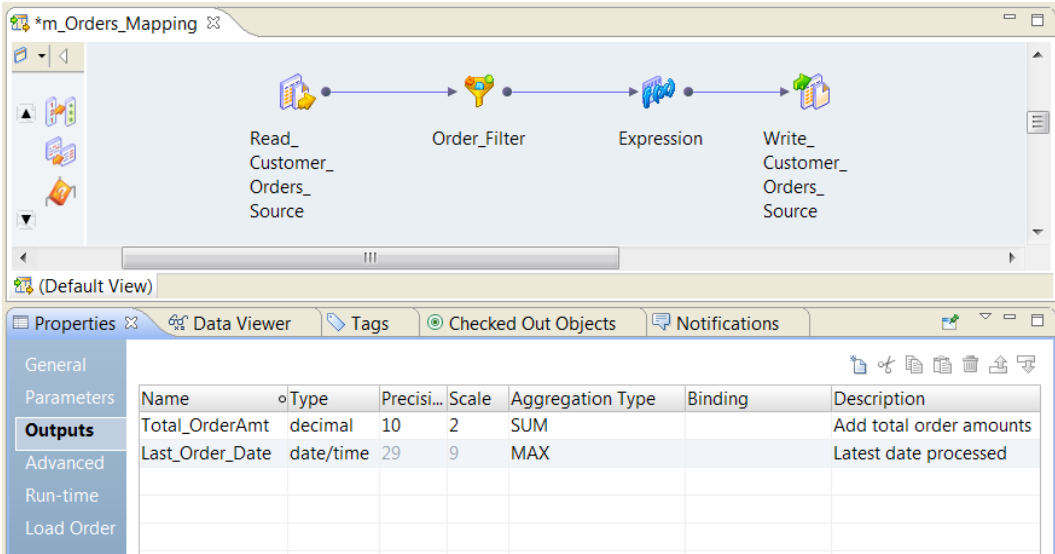 *m_Orders_Mapping
Read_
Customer_
Orders_
Source
Order_Filter
Expression
Write_
Customer_
Orders_
Source
(Default View)
Properties
Data Viewer
Tags
Checked Out Objects
Notifications
General
Parameters
Outputs
Advanced
Run-time
Load Order
Name Type Precisi... Scale Aggregation Type Binding Description
Total_OrderAmt decimal 10 2 SUM Add total order amounts
Last_Order_Date date/time 29 9 MAX Latest date processed